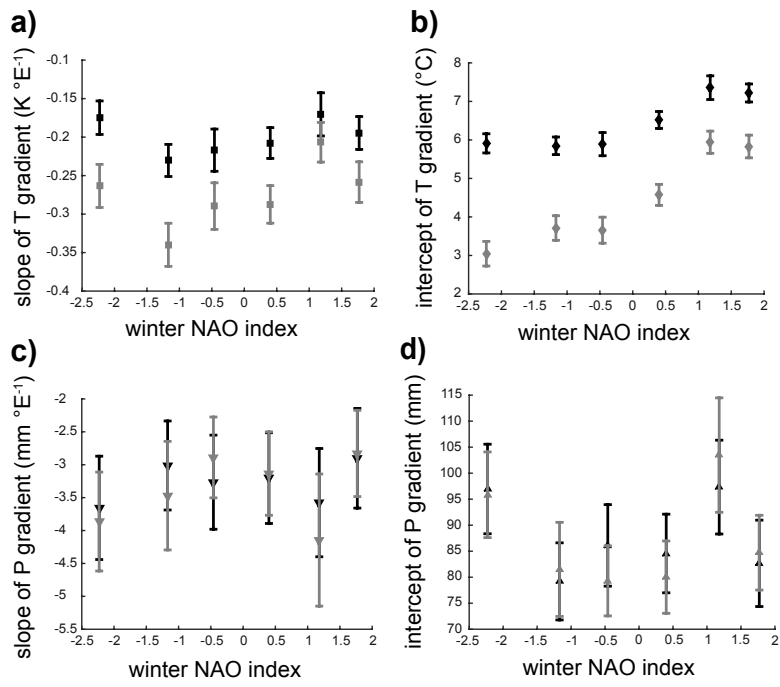 a)
slope of T gradient (K °E⁻¹)
-0.1
-0.15
-0.2
-0.25
-0.3
-0.35
-0.4
-2.5 -2 -1.5 -1 -0.5 0 0.5 1 1.5 2
winter NAO index
b)
intercept of T gradient (°C)
8
7
6
5
4
3
2
-2.5 -2 -1.5 -1 -0.5 0 0.5 1 1.5 2
winter NAO index
c)
slope of P gradient (mm °E⁻¹)
-2
-2.5
-3
-3.5
-4
-4.5
-5
-5.5
-2.5 -2 -1.5 -1 -0.5 0 0.5 1 1.5 2
winter NAO index
d)
intercept of P gradient (mm)
115
110
105
100
95
90
85
80
75
70
-2.5 -2 -1.5 -1 -0.5 0 0.5 1 1.5 2
winter NAO index